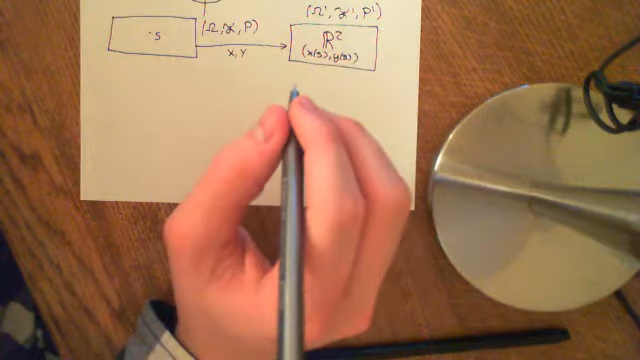 (Ω', 𝓕', P')
(Ω, 𝓕, P)
·s
ℝ²
(x(s), y(s))
x, y